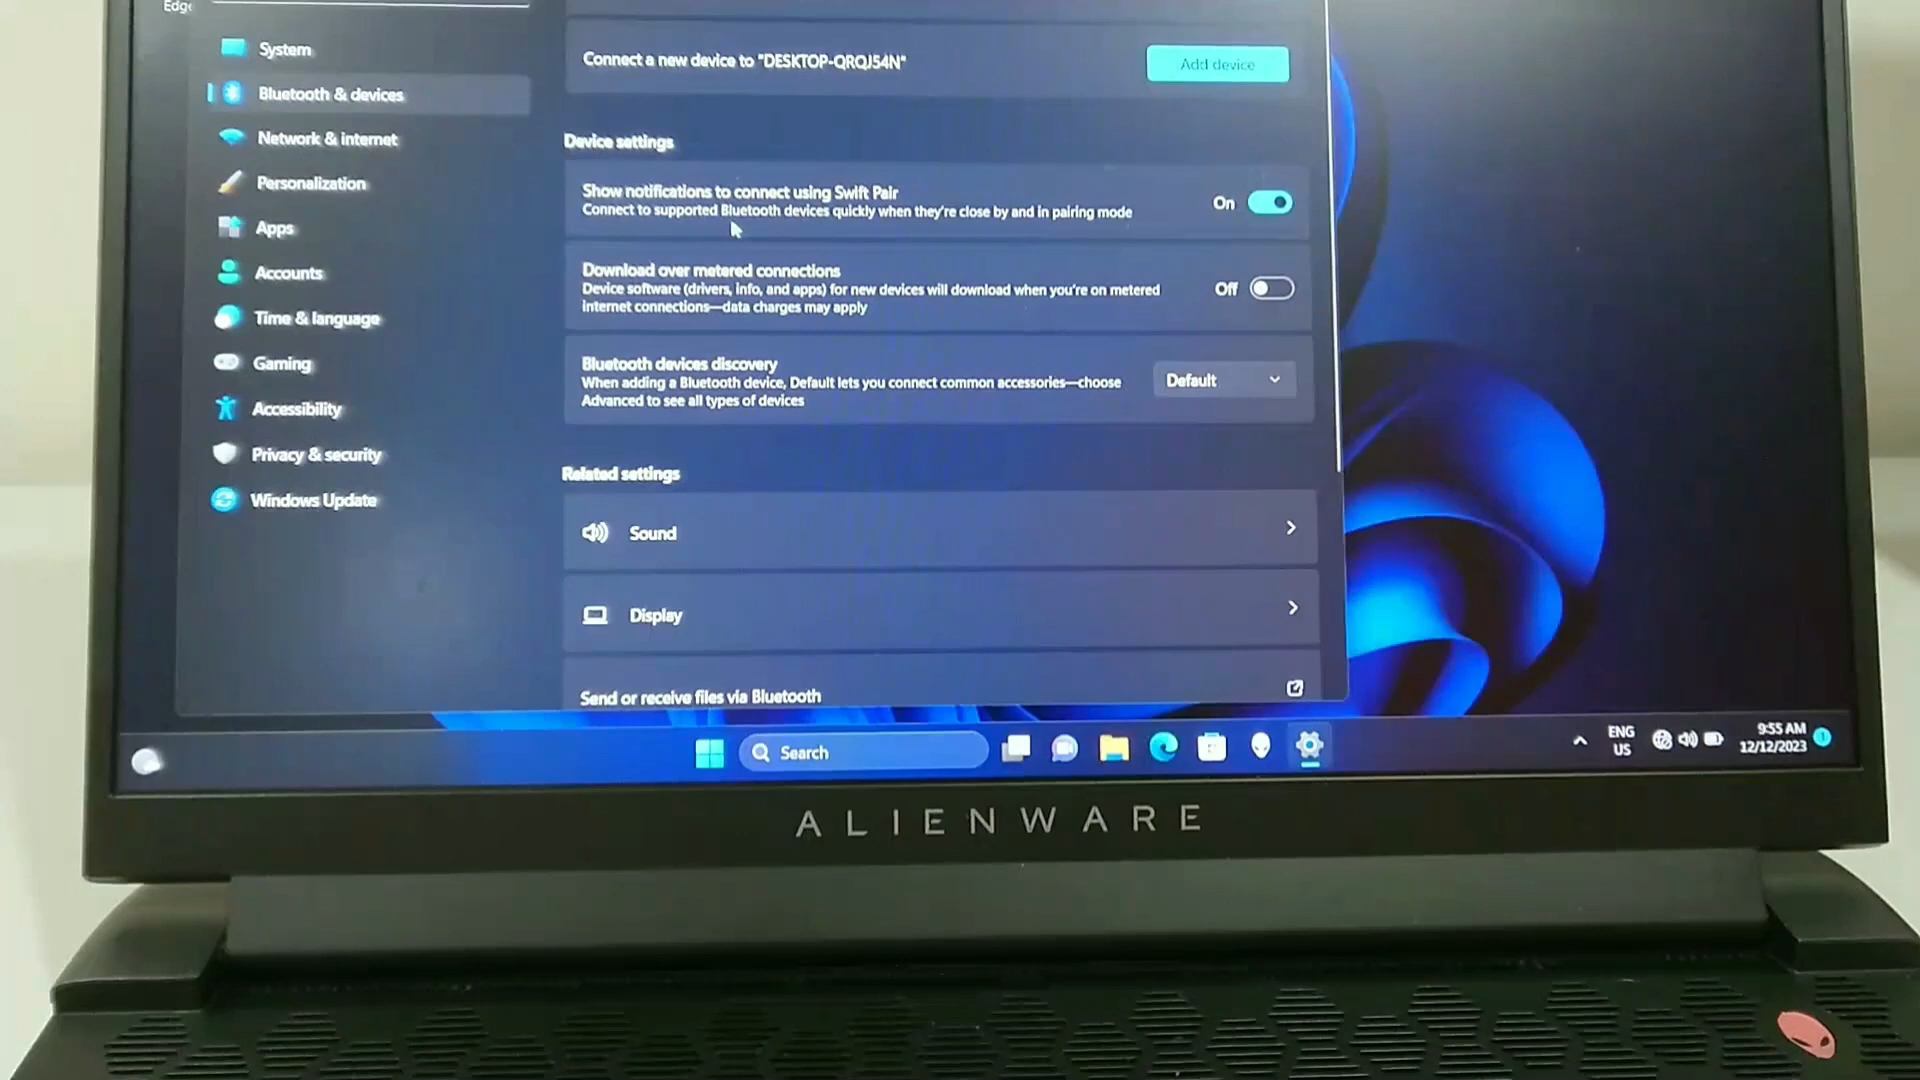 Edge
System
Bluetooth & devices
Network & internet
Personalization
Apps
Accounts
Time & language
Gaming
Accessibility
Privacy & security
Windows Update
Connect a new device to "DESKTOP-QRQJ54N"
Add device
Device settings
Show notifications to connect using Swift Pair
Connect to supported Bluetooth devices quickly when they're close by and in pairing mode
On
Download over metered connections
Device software (drivers, info, and apps) for new devices will download when you're on metered
internet connections—data charges may apply
Off
Bluetooth devices discovery
When adding a Bluetooth device, Default lets you connect common accessories—choose
Advanced to see all types of devices
Default
Related settings
Sound
Display
Send or receive files via Bluetooth
Search
ENG
US
9:55 AM
12/12/2023
1
ALIENWARE